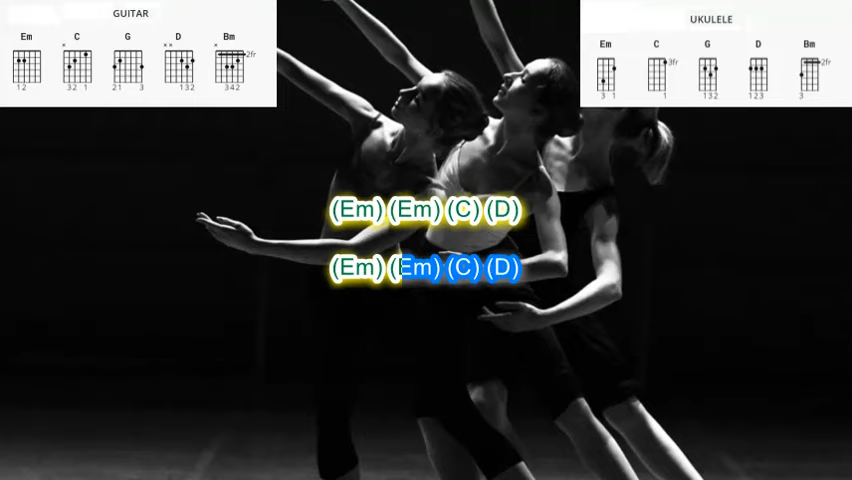 GUITAR
Em C G D Bm
x x xx x
2fr
12 32 1 21 3 132 342
UKULELE
Em C G D Bm
3fr 2fr
3 1 1 132 123 3
(Em) (Em) (C) (D)
(Em) (Em) (C) (D)